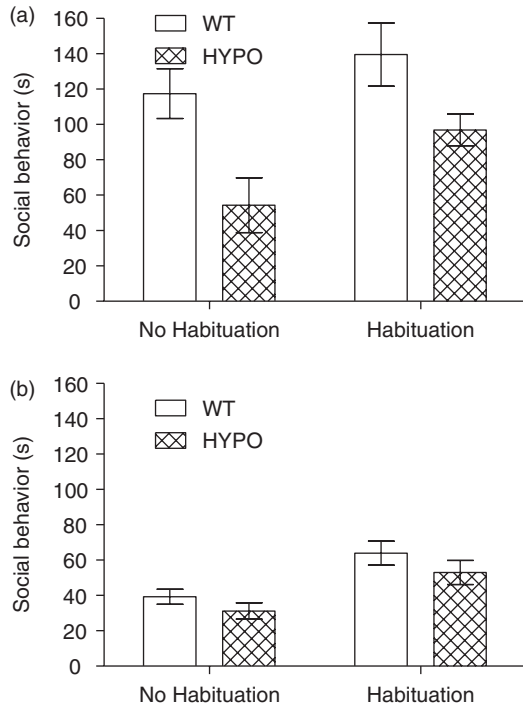 (a)
160
140
120
100
80
60
40
20
0
Social behavior (s)
WT
HYPO
No Habituation Habituation
(b)
160
140
120
100
80
60
40
20
0
Social behavior (s)
WT
HYPO
No Habituation Habituation